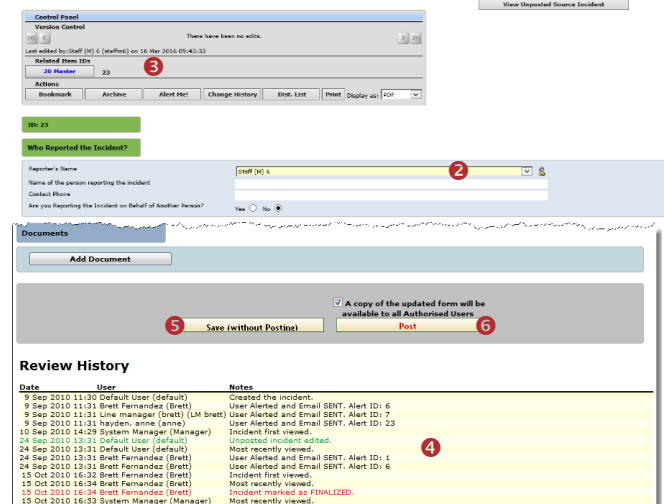 View Unposted Source Incident
Control Panel
Version Control
There have been no edits.
Last edited by:Staff (M) 6 (staffm6) on 16 Mar 2016 09:43:33
Related Item IDs
20 Master 23
3
Actions
Bookmark Archive Alert Me! Change History Dist. List Print Display as: PDF
ID: 23
Who Reported the Incident?
Reporter's Name Staff (M) 6
2
Name of the person reporting the incident
Contact Phone
Are you Reporting the Incident on Behalf of Another Person? Yes No
Documents
Add Document
A copy of the updated form will be
available to all Authorised Users
5 Save (without Posting) Post 6
Review History
Date User Notes
9 Sep 2010 11:30 Default User (default) Created the incident.
9 Sep 2010 11:31 Brett Fernandez (Brett) User Alerted and Email SENT. Alert ID: 6
9 Sep 2010 11:31 Line manager (brett) (LM brett) User Alerted and Email SENT. Alert ID: 7
9 Sep 2010 11:31 hayden, anne (anne) User Alerted and Email SENT. Alert ID: 23
10 Sep 2010 14:29 System Manager (Manager) Incident first viewed.
24 Sep 2010 13:31 Default User (default) Unposted incident edited.
24 Sep 2010 13:31 Default User (default) Most recently viewed.
4
24 Sep 2010 13:31 Brett Fernandez (Brett) User Alerted and Email SENT. Alert ID: 1
24 Sep 2010 13:31 Brett Fernandez (Brett) User Alerted and Email SENT. Alert ID: 6
15 Oct 2010 16:32 Brett Fernandez (Brett) Incident first viewed.
15 Oct 2010 16:34 Brett Fernandez (Brett) Most recently viewed.
15 Oct 2010 16:34 Brett Fernandez (Brett) Incident marked as FINALIZED.
15 Oct 2010 16:53 System Manager (Manager) Most recently viewed.